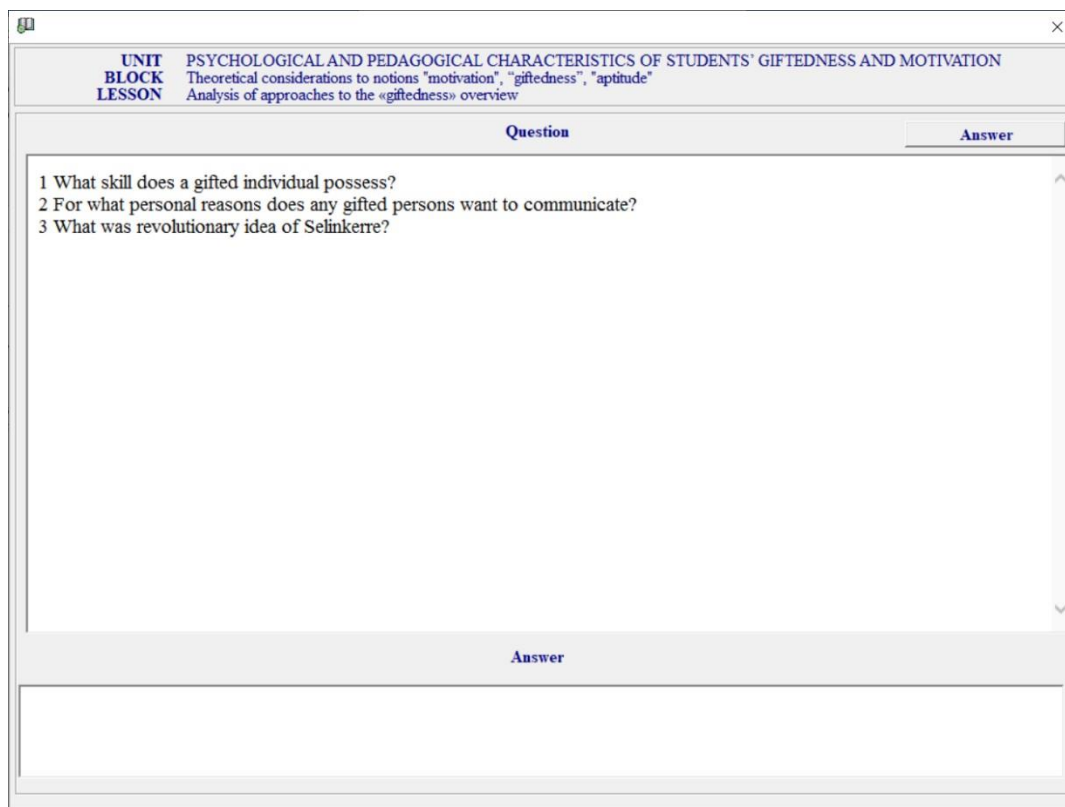 UNIT PSYCHOLOGICAL AND PEDAGOGICAL CHARACTERISTICS OF STUDENTS' GIFTEDNESS AND MOTIVATION
BLOCK Theoretical considerations to notions "motivation", “giftedness”, "aptitude"
LESSON Analysis of approaches to the «giftedness» overview
Question Answer
1 What skill does a gifted individual possess?
2 For what personal reasons does any gifted persons want to communicate?
3 What was revolutionary idea of Selinkerre?
Answer